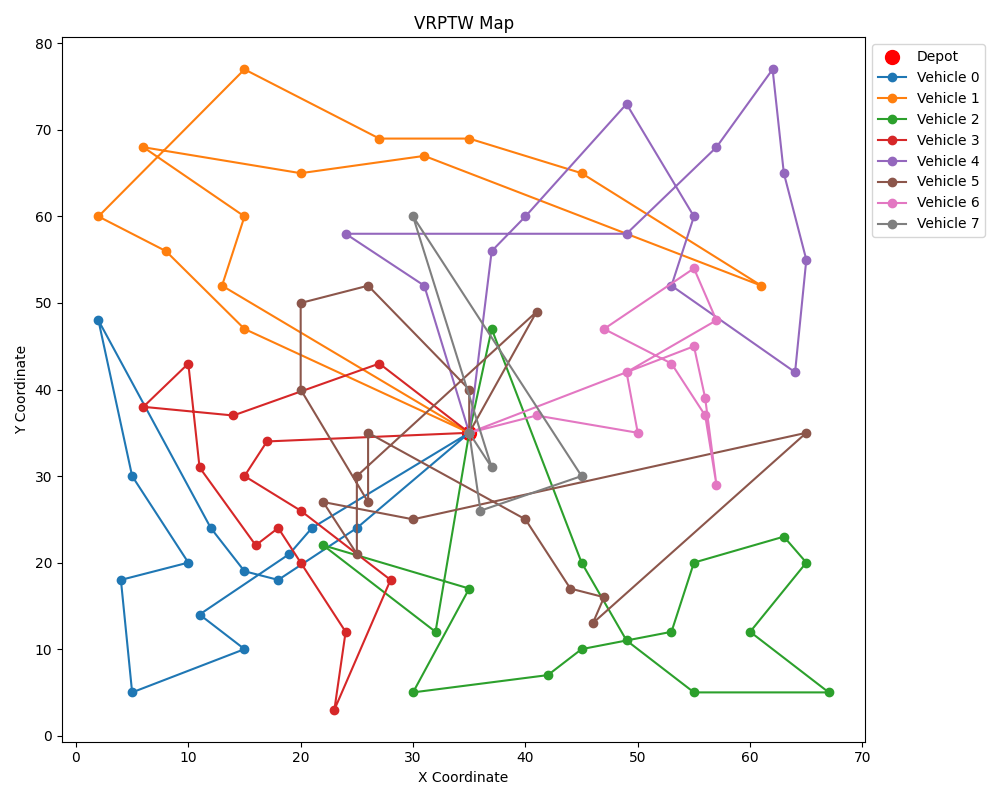 VRPTW Map
80
70
60
50
40
30
20
10
0
Y Coordinate
0 10 20 30 40 50 60 70
X Coordinate
Depot
Vehicle 0
Vehicle 1
Vehicle 2
Vehicle 3
Vehicle 4
Vehicle 5
Vehicle 6
Vehicle 7